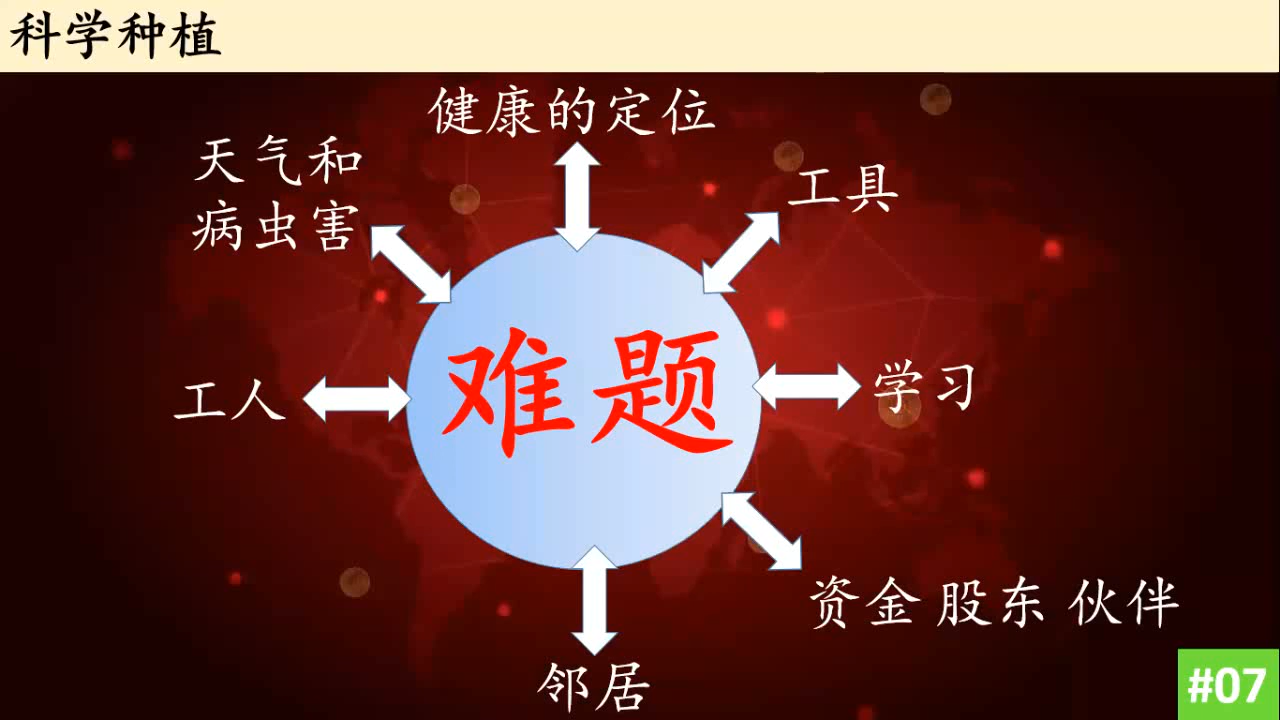 科学种植
健康的定位
天气和
病虫害
工具
难题
学习
工人
资金 股东 伙伴
邻居
#07